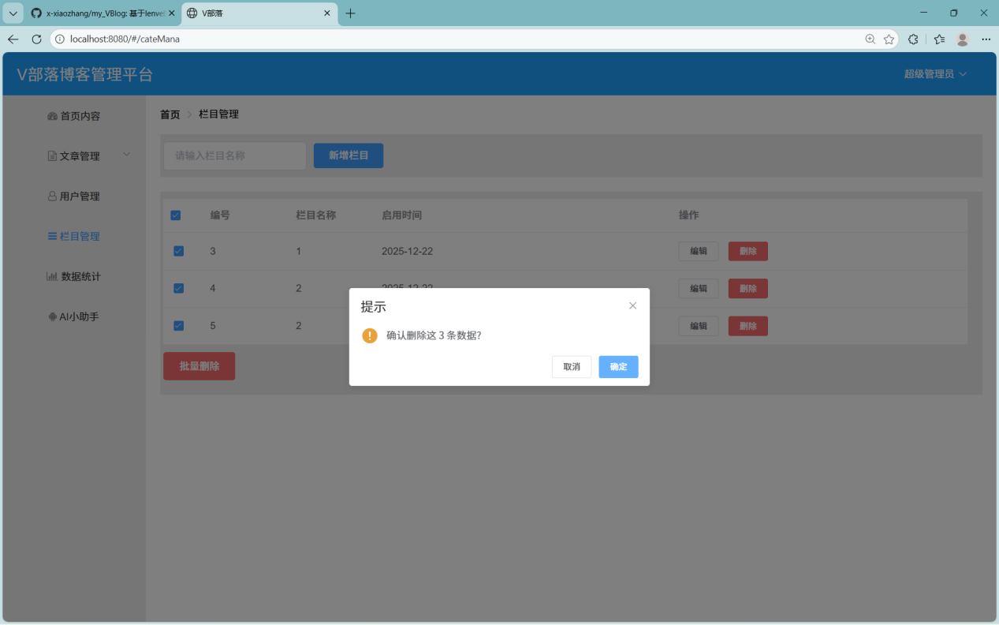 x-xiaozhang/my_VBlog: 基于lenve
V部落
localhost:8080/#/cateMana
V部落博客管理平台
超级管理员
首页内容
文章管理
用户管理
栏目管理
数据统计
AI小助手
首页 > 栏目管理
请输入栏目名称 新增栏目
编号 栏目名称 启用时间 操作
3 1 2025-12-22 编辑 删除
4 2 2025-12-22 编辑 删除
5 2 编辑 删除
批量删除
提示
确认删除这 3 条数据?
取消 确定